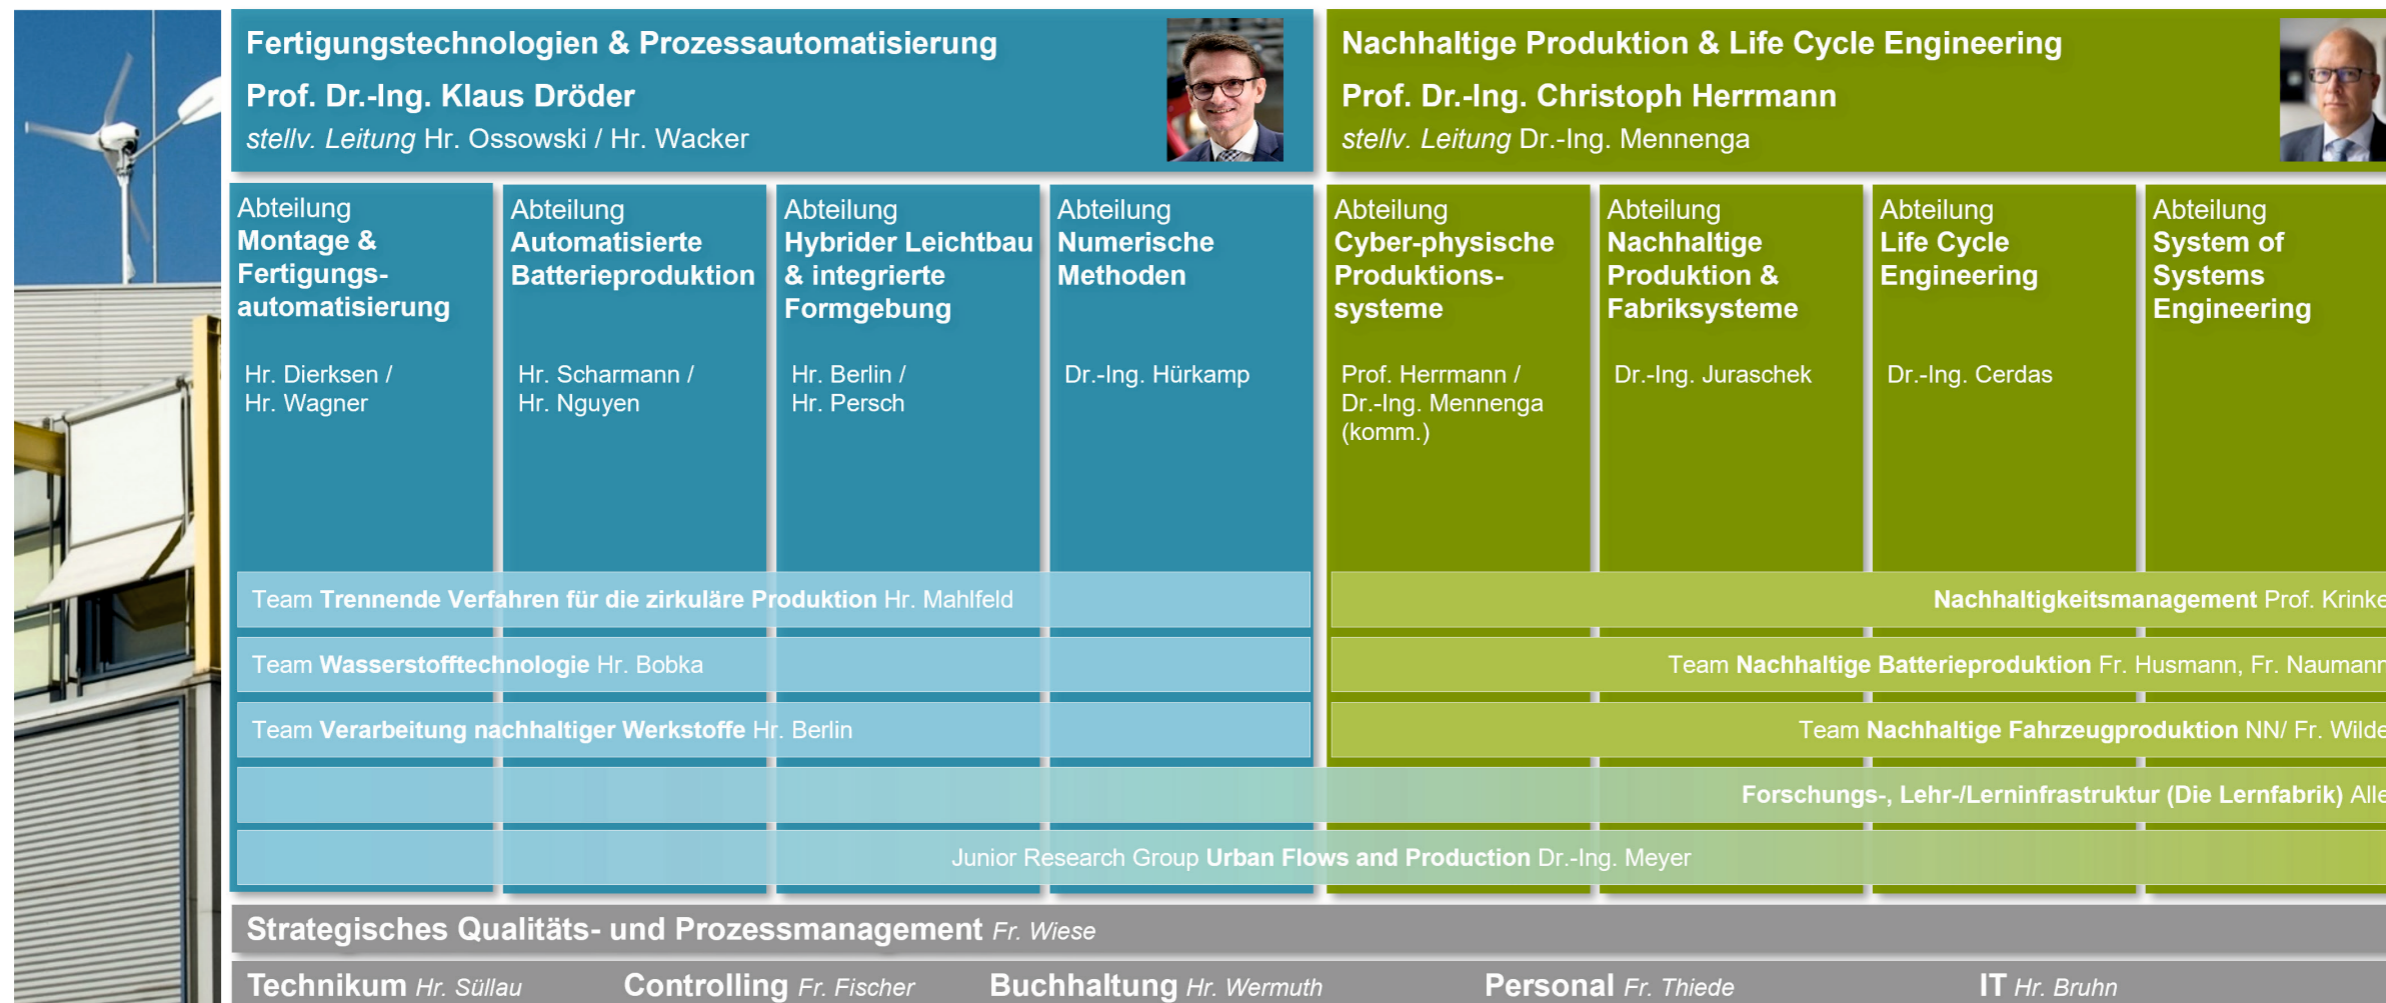 Fertigungstechnologien & Prozessautomatisierung
Prof. Dr.-Ing. Klaus Dröder
stellv. Leitung Hr. Ossowski / Hr. Wacker
Nachhaltige Produktion & Life Cycle Engineering
Prof. Dr.-Ing. Christoph Herrmann
stellv. Leitung Dr.-Ing. Mennenga
Abteilung
Montage &
Fertigungs-
automatisierung
Hr. Dierksen /
Hr. Wagner
Abteilung
Automatisierte
Batterieproduktion
Hr. Scharmann /
Hr. Nguyen
Abteilung
Hybrider Leichtbau
& integrierte
Formgebung
Hr. Berlin /
Hr. Persch
Abteilung
Numerische
Methoden
Dr.-Ing. Hürkamp
Abteilung
Cyber-physische
Produktions-
systeme
Prof. Herrmann /
Dr.-Ing. Mennenga
(komm.)
Abteilung
Nachhaltige
Produktion &
Fabriksysteme
Dr.-Ing. Juraschek
Abteilung
Life Cycle
Engineering
Dr.-Ing. Cerdas
Abteilung
System of
Systems
Engineering
Team Trennende Verfahren für die zirkuläre Produktion Hr. Mahlfeld
Nachhaltigkeitsmanagement Prof. Krinke
Team Wasserstofftechnologie Hr. Bobka
Team Nachhaltige Batterieproduktion Fr. Husmann, Fr. Naumann
Team Verarbeitung nachhaltiger Werkstoffe Hr. Berlin
Team Nachhaltige Fahrzeugproduktion NN/ Fr. Wilde
Forschungs-, Lehr-/Lerninfrastruktur (Die Lernfabrik) Alle
Junior Research Group Urban Flows and Production Dr.-Ing. Meyer
Strategisches Qualitäts- und Prozessmanagement Fr. Wiese
Technikum Hr. Süllau
Controlling Fr. Fischer
Buchhaltung Hr. Wermuth
Personal Fr. Thiede
IT Hr. Bruhn